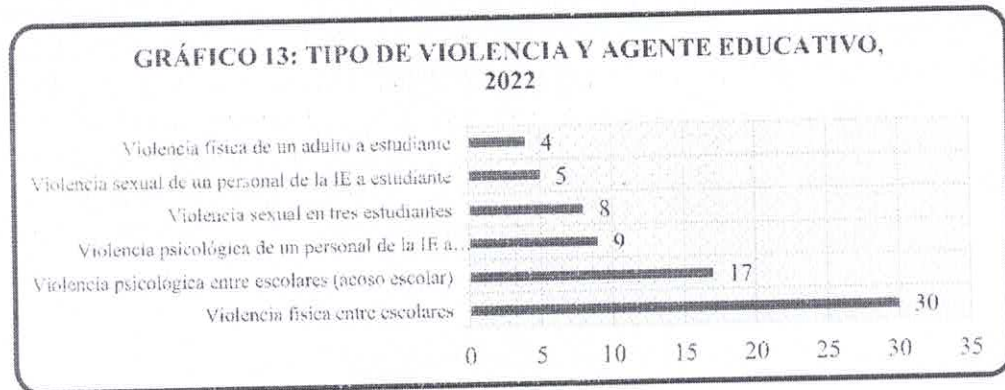 GRÁFICO 13: TIPO DE VIOLENCIA Y AGENTE EDUCATIVO,
2022
Violencia física de un adulto a estudiante 4
Violencia sexual de un personal de la IE a estudiante 5
Violencia sexual en tres estudiantes 8
Violencia psicológica de un personal de la IE a... 9
Violencia psicológica entre escolares (acoso escolar) 17
Violencia física entre escolares 30
0 5 10 15 20 25 30 35